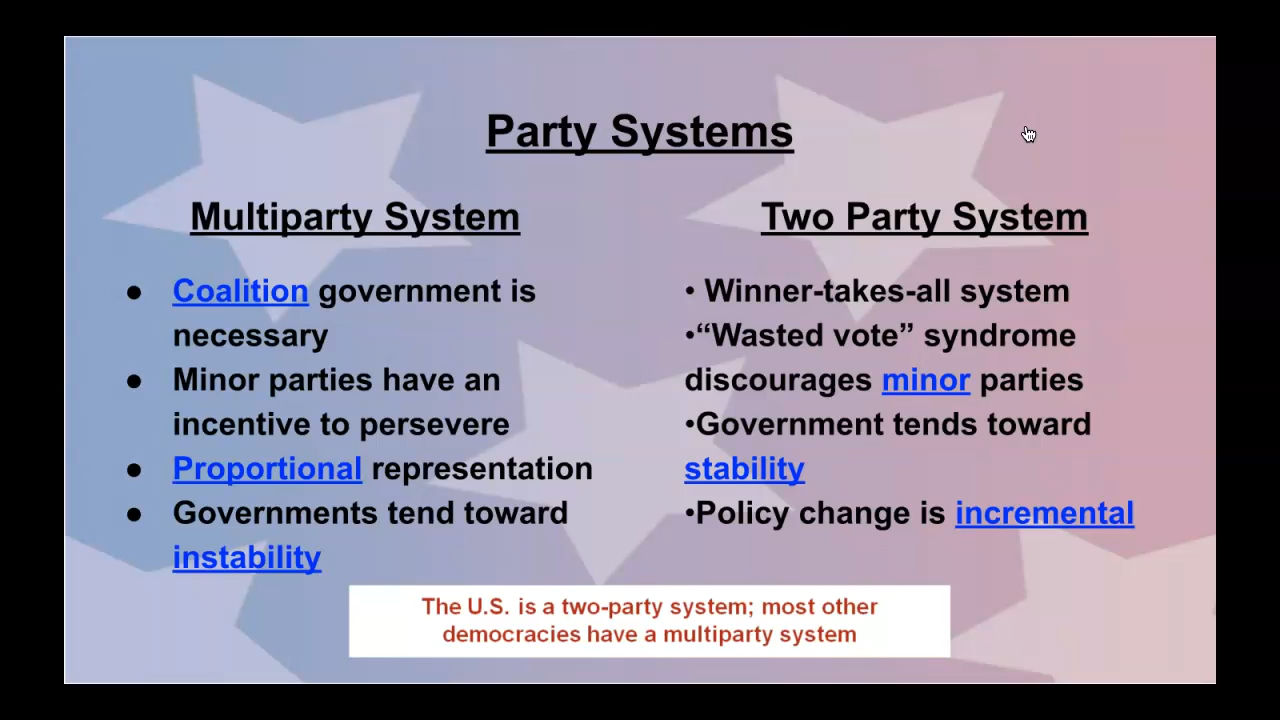 Party Systems
Multiparty System
● Coalition government is
necessary
● Minor parties have an
incentive to persevere
● Proportional representation
● Governments tend toward
instability
Two Party System
• Winner-takes-all system
•“Wasted vote” syndrome
discourages minor parties
•Government tends toward
stability
•Policy change is incremental
The U.S. is a two-party system; most other
democracies have a multiparty system